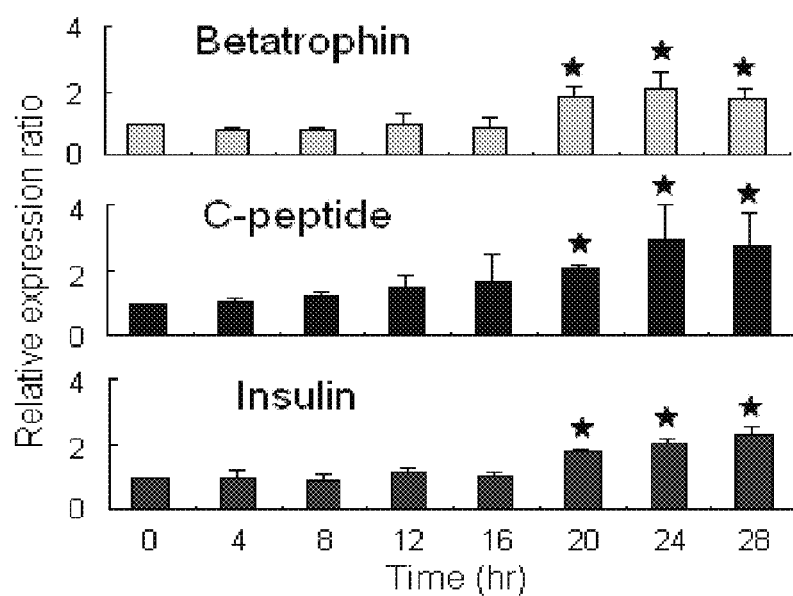 Relative expression ratio
Betatrophin
4
2
0
C-peptide
4
2
0
Insulin
4
2
0
0 4 8 12 16 20 24 28
Time (hr)